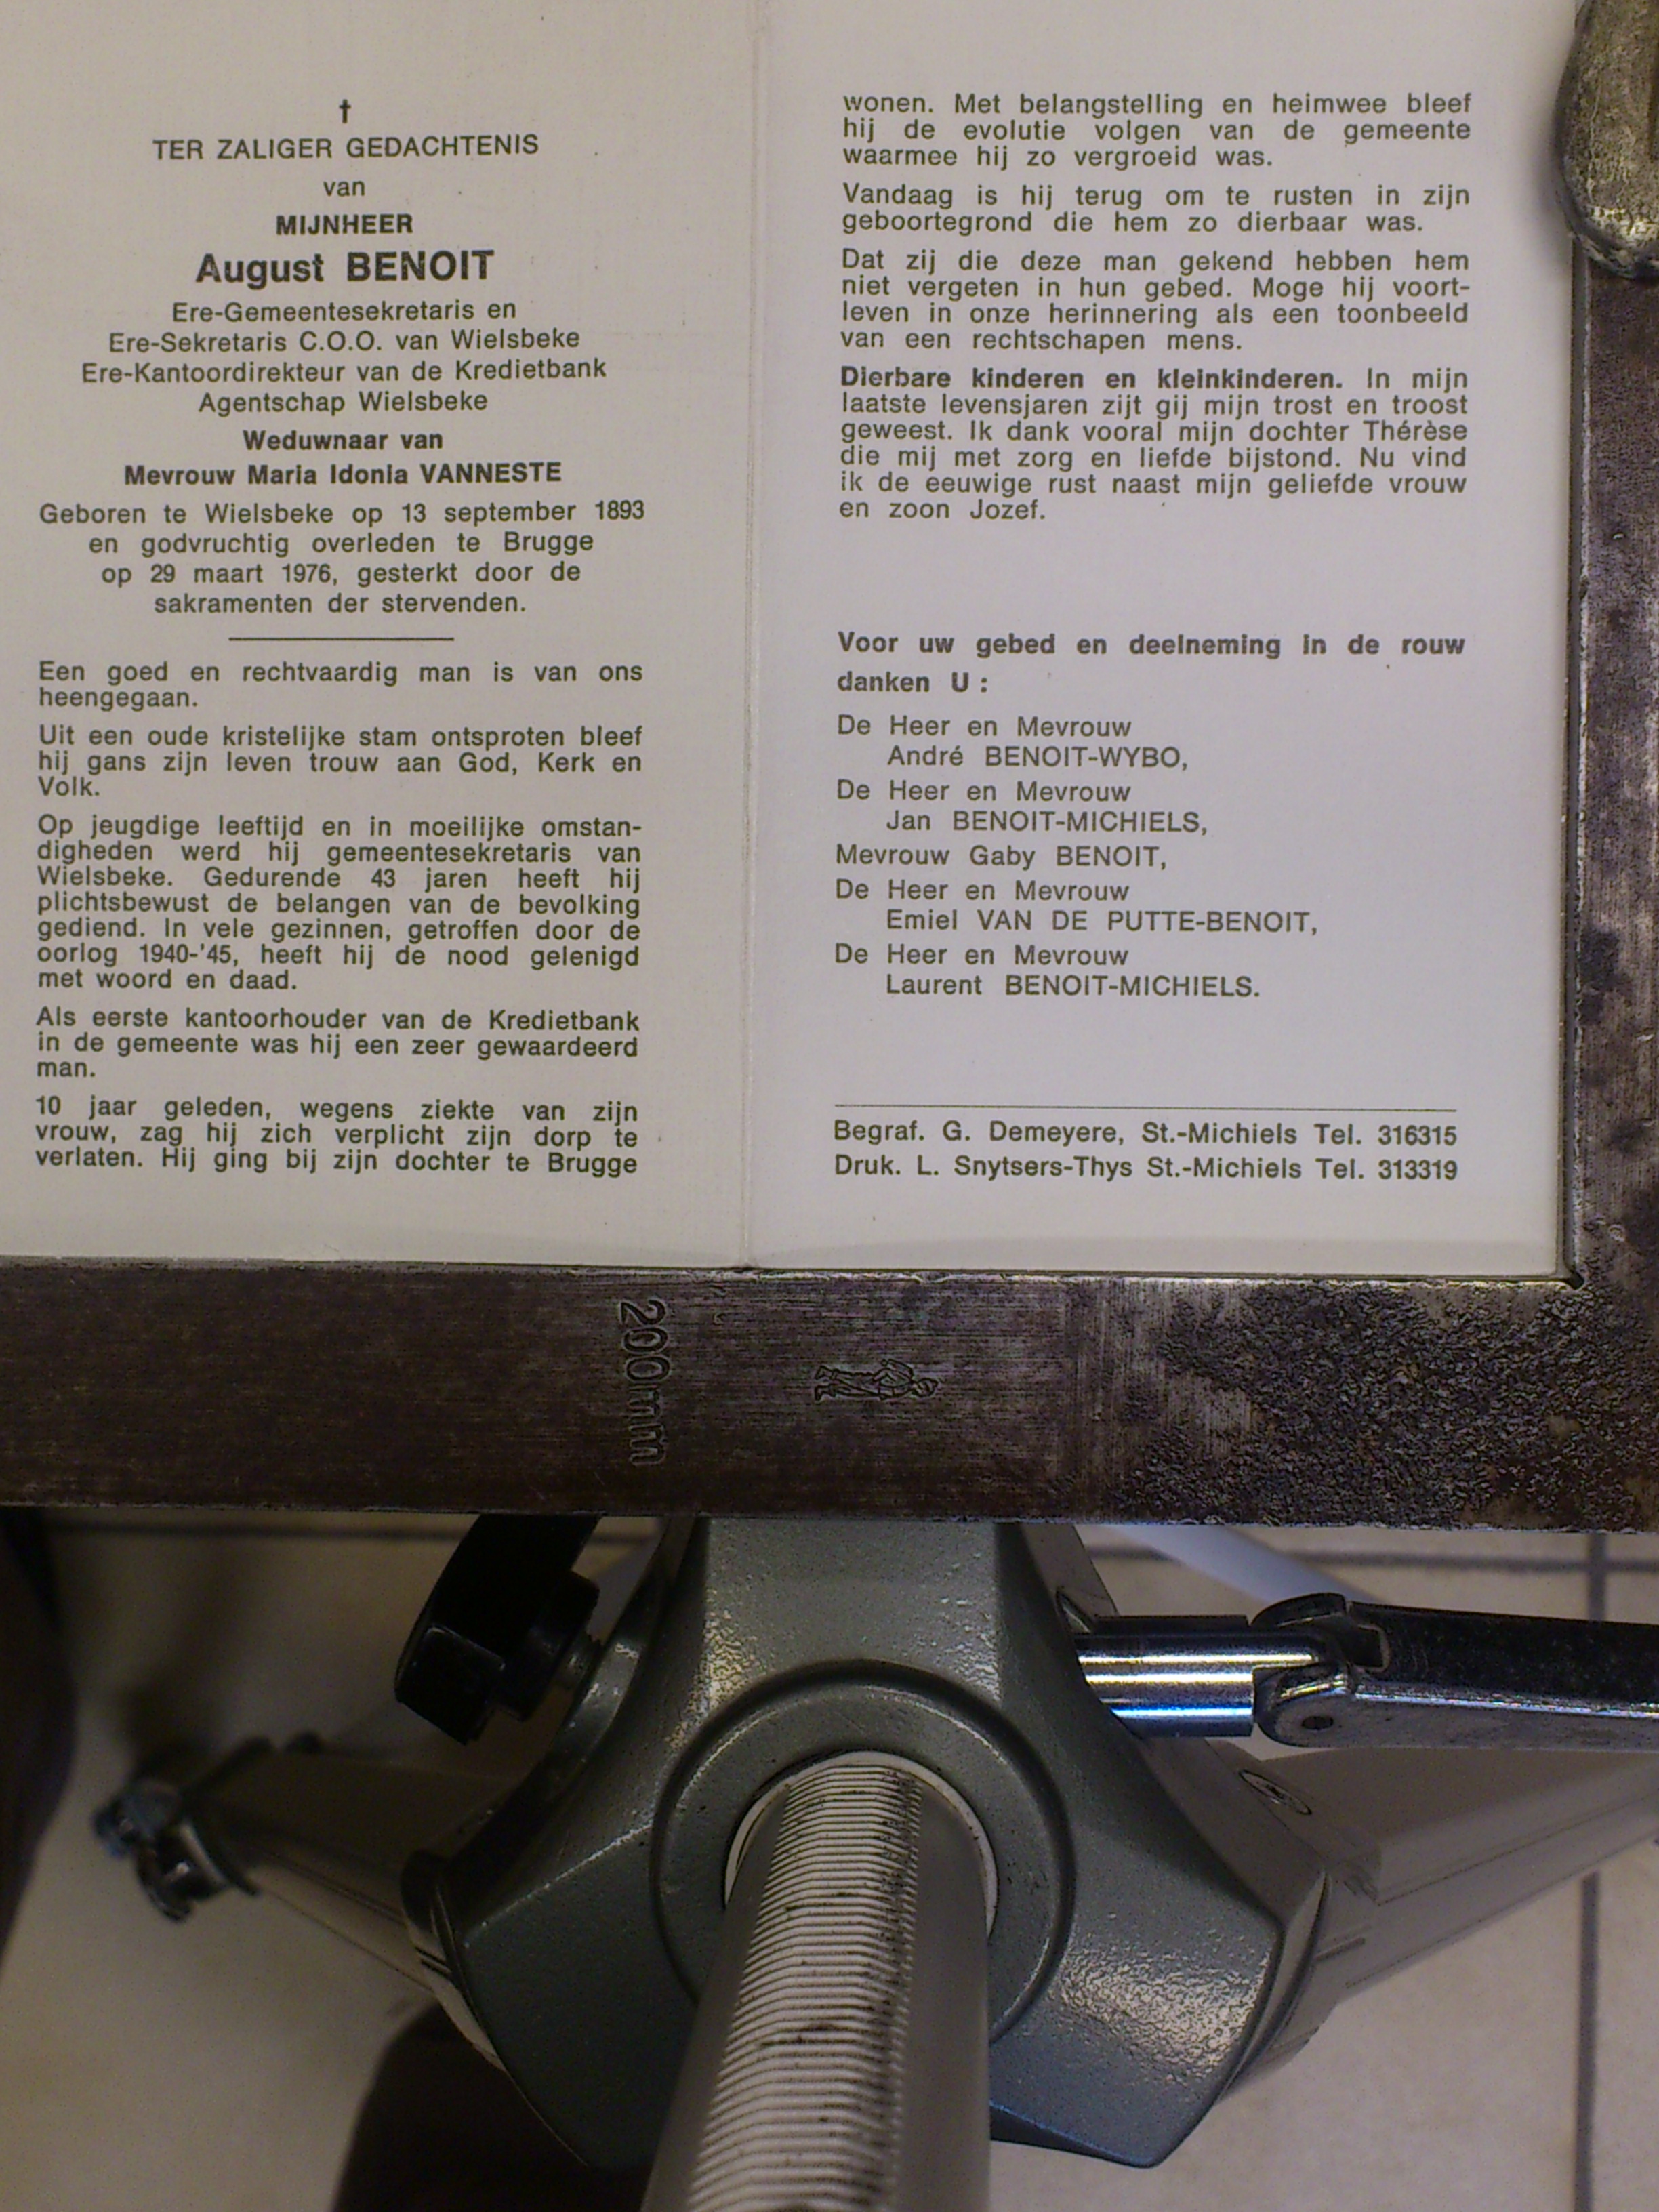 †
TER ZALIGER GEDACHTENIS
van
MIJNHEER
August BENOIT
Ere-Gemeentesekretaris en
Ere-Sekretaris C.O.O. van Wielsbeke
Ere-Kantoordirekteur van de Kredietbank
Agentschap Wielsbeke
Weduwnaar van
Mevrouw Maria Idonia VANNESTE
Geboren te Wielsbeke op 13 september 1893
en godvruchtig overleden te Brugge
op 29 maart 1976, gesterkt door de
sakramenten der stervenden.
Een goed en rechtvaardig man is van ons
heengegaan.
Uit een oude kristelijke stam ontsproten bleef
hij gans zijn leven trouw aan God, Kerk en
Volk.
Op jeugdige leeftijd en in moeilijke omstan-
digheden werd hij gemeentesekretaris van
Wielsbeke. Gedurende 43 jaren heeft hij
plichtsbewust de belangen van de bevolking
gediend. In vele gezinnen, getroffen door de
oorlog 1940-'45, heeft hij de nood gelenigd
met woord en daad.
Als eerste kantoorhouder van de Kredietbank
in de gemeente was hij een zeer gewaardeerd
man.
10 jaar geleden, wegens ziekte van zijn
vrouw, zag hij zich verplicht zijn dorp te
verlaten. Hij ging bij zijn dochter te Brugge
wonen. Met belangstelling en heimwee bleef
hij de evolutie volgen van de gemeente
waarmee hij zo vergroeid was.
Vandaag is hij terug om te rusten in zijn
geboortegrond die hem zo dierbaar was.
Dat zij die deze man gekend hebben hem
niet vergeten in hun gebed. Moge hij voort-
leven in onze herinnering als een toonbeeld
van een rechtschapen mens.
Dierbare kinderen en kleinkinderen. In mijn
laatste levensjaren zijt gij mijn trost en troost
geweest. Ik dank vooral mijn dochter Thérèse
die mij met zorg en liefde bijstond. Nu vind
ik de eeuwige rust naast mijn geliefde vrouw
en zoon Jozef.
Voor uw gebed en deelneming in de rouw
danken U :
De Heer en Mevrouw
André BENOIT-WYBO,
De Heer en Mevrouw
Jan BENOIT-MICHIELS,
Mevrouw Gaby BENOIT,
De Heer en Mevrouw
Emiel VAN DE PUTTE-BENOIT,
De Heer en Mevrouw
Laurent BENOIT-MICHIELS.
Begraf. G. Demeyere, St.-Michiels Tel. 316315
Druk. L. Snytsers-Thys St.-Michiels Tel. 313319
200mm